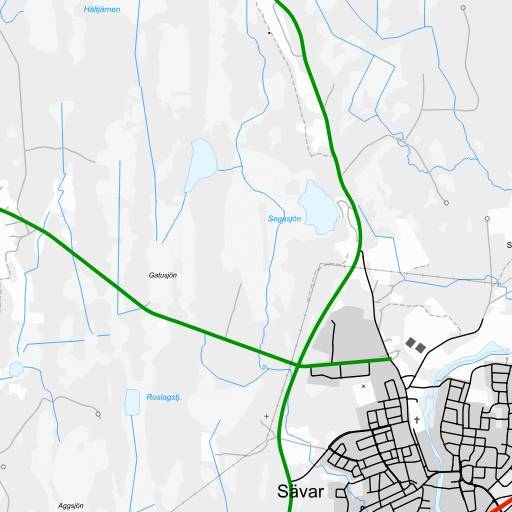 Hältjärnen
Segasjön
S
Gatusjön
Roslagstj.
Sävar
Aggsjön